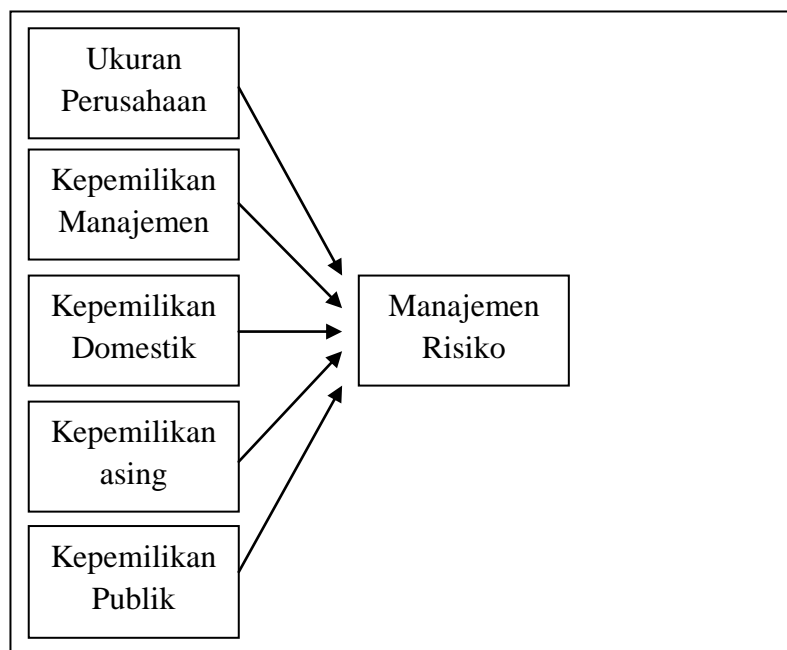 Ukuran
Perusahaan
Kepemilikan
Manajemen
Kepemilikan
Domestik
Manajemen
Risiko
Kepemilikan
asing
Kepemilikan
Publik